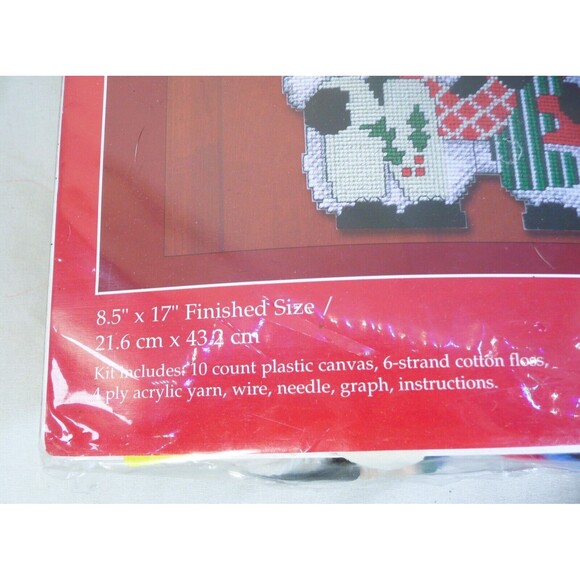 8.5" x 17" Finished Size /
21.6 cm x 43.2 cm
Kit includes: 10 count plastic canvas, 6-strand cotton floss,
4 ply acrylic yarn, wire, needle, graph, instructions.